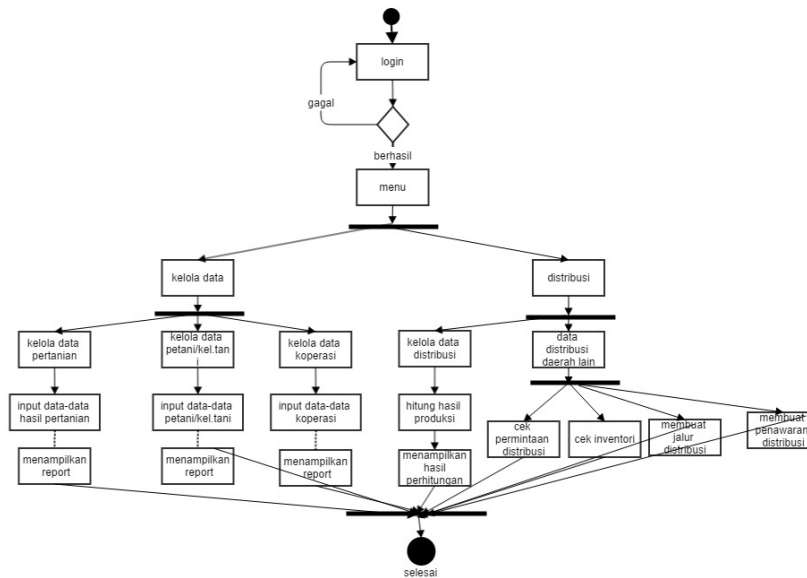 login
gagal
berhasil
menu
kelola data
distribusi
kelola data
pertanian
kelola data
petani/kel.tani
kelola data
koperasi
kelola data
distribusi
data
distribusi
daerah lain
input data-data
hasil pertanian
input data-data
petani/kel.tani
input data-data
koperasi
hitung hasil
produksi
cek
permintaan
distribusi
cek inventori
membuat
jalur
distribusi
membuat
penawaran
distribusi
menampilkan
report
menampilkan
report
menampilkan
report
menampilkan
hasil
perhitungan
selesai